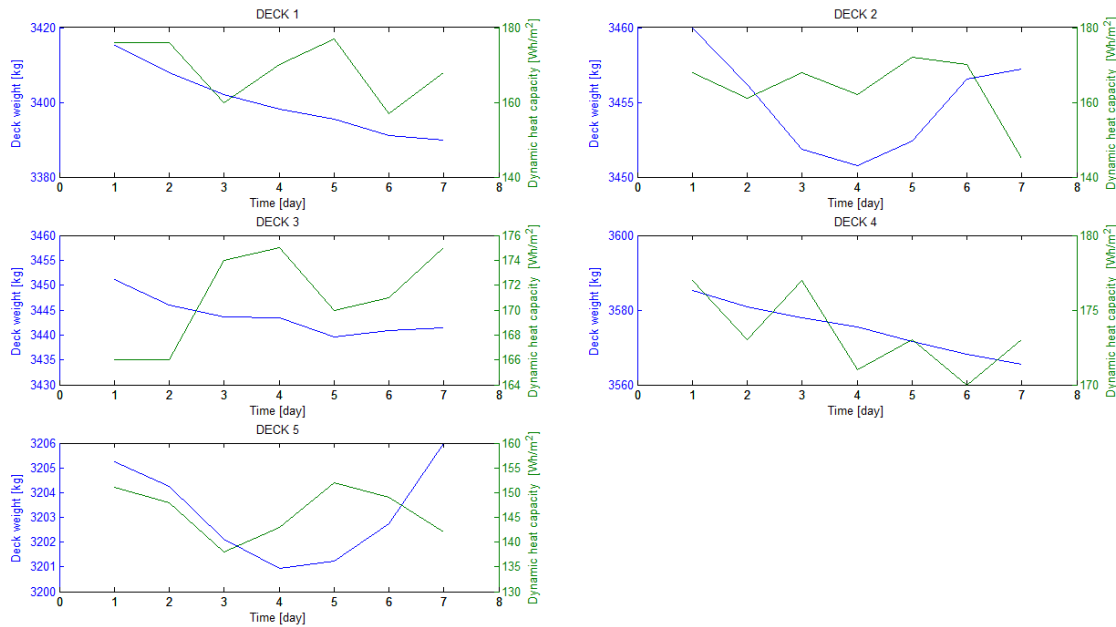 DECK 1
Deck weight [kg]
3420
3400
3380
180
160
140
Dynamic heat capacity [Wh/m²]
0 1 2 3 4 5 6 7 8
Time [day]
DECK 2
Deck weight [kg]
3460
3455
3450
180
160
140
Dynamic heat capacity [Wh/m²]
0 1 2 3 4 5 6 7 8
Time [day]
DECK 3
Deck weight [kg]
3460
3455
3450
3445
3440
3435
3430
176
174
172
170
168
166
164
Dynamic heat capacity [Wh/m²]
0 1 2 3 4 5 6 7 8
Time [day]
DECK 4
Deck weight [kg]
3600
3580
3560
180
175
170
Dynamic heat capacity [Wh/m²]
0 1 2 3 4 5 6 7 8
Time [day]
DECK 5
Deck weight [kg]
3206
3205
3204
3203
3202
3201
3200
160
155
150
145
140
135
130
Dynamic heat capacity [Wh/m²]
0 1 2 3 4 5 6 7 8
Time [day]